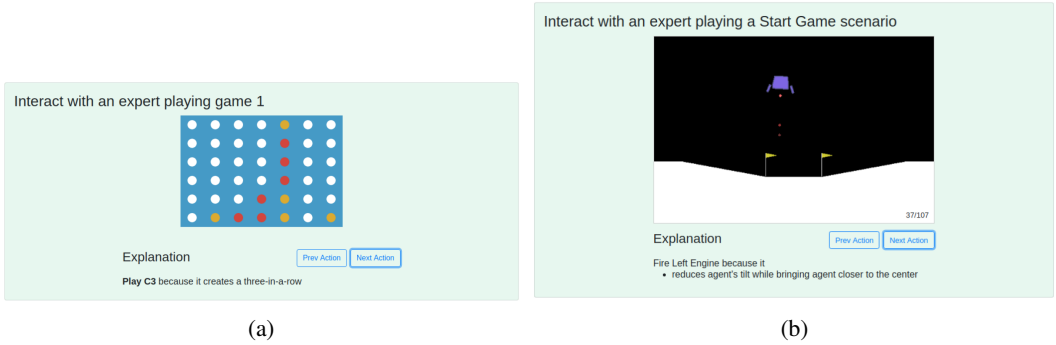 Interact with an expert playing game 1
Explanation
Prev Action
Next Action
Play C3 because it creates a three-in-a-row
(a)
Interact with an expert playing a Start Game scenario
37/107
Explanation
Prev Action
Next Action
Fire Left Engine because it
• reduces agent's tilt while bringing agent closer to the center
(b)